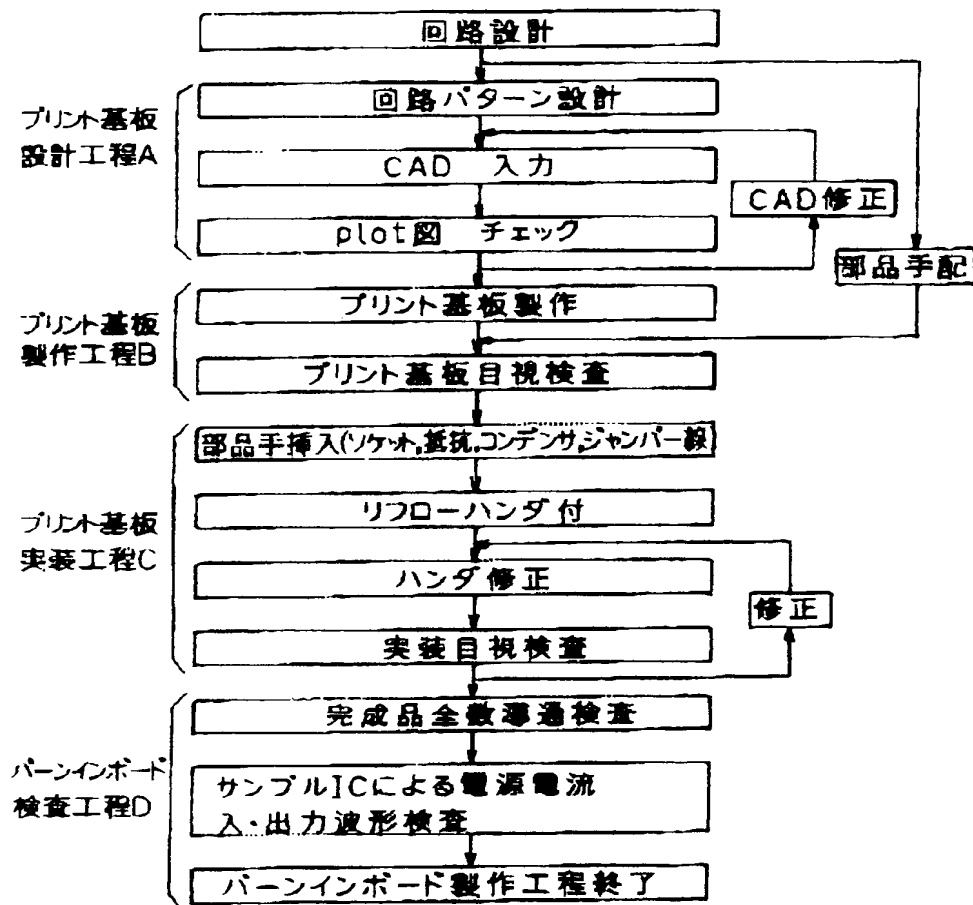 回路設計
プリント基板
設計工程A
回路パターン設計
CAD 入力
plot図 チェック
CAD修正
部品手配
プリント基板
製作工程B
プリント基板製作
プリント基板目視検査
プリント基板
実装工程C
部品手挿入(ソケット,抵抗,コンデンサ,ジャンパー線)
リフローハンダ付
ハンダ修正
実装目視検査
修正
バーンインボード
検査工程D
完成品全数導通検査
サンプルICによる電源電流
入・出力波形検査
バーンインボード製作工程終了